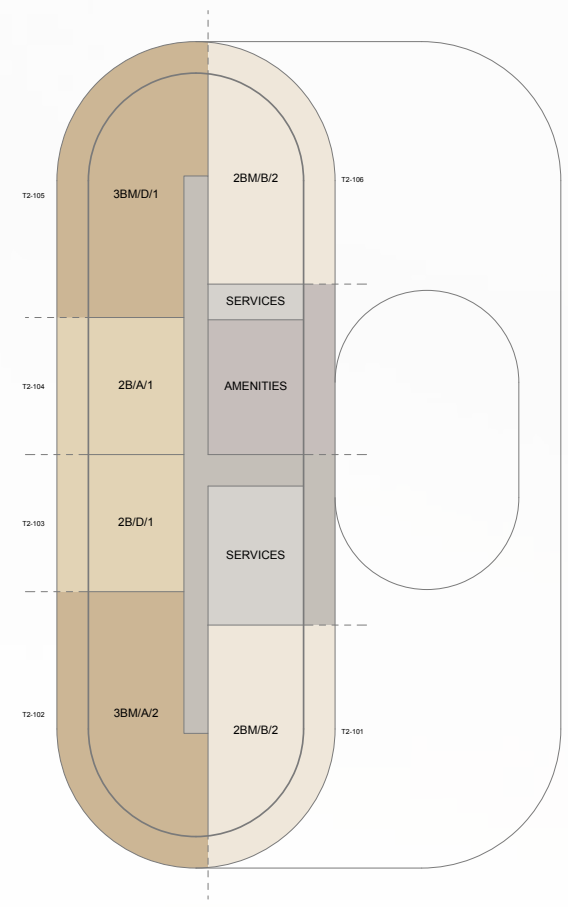 2BM/B/2
T2-106
3BM/D/1
T2-105
SERVICES
2B/A/1
AMENITIES
T2-104
2B/D/1
T2-103
SERVICES
3BM/A/2
T2-102
2BM/B/2
T2-101